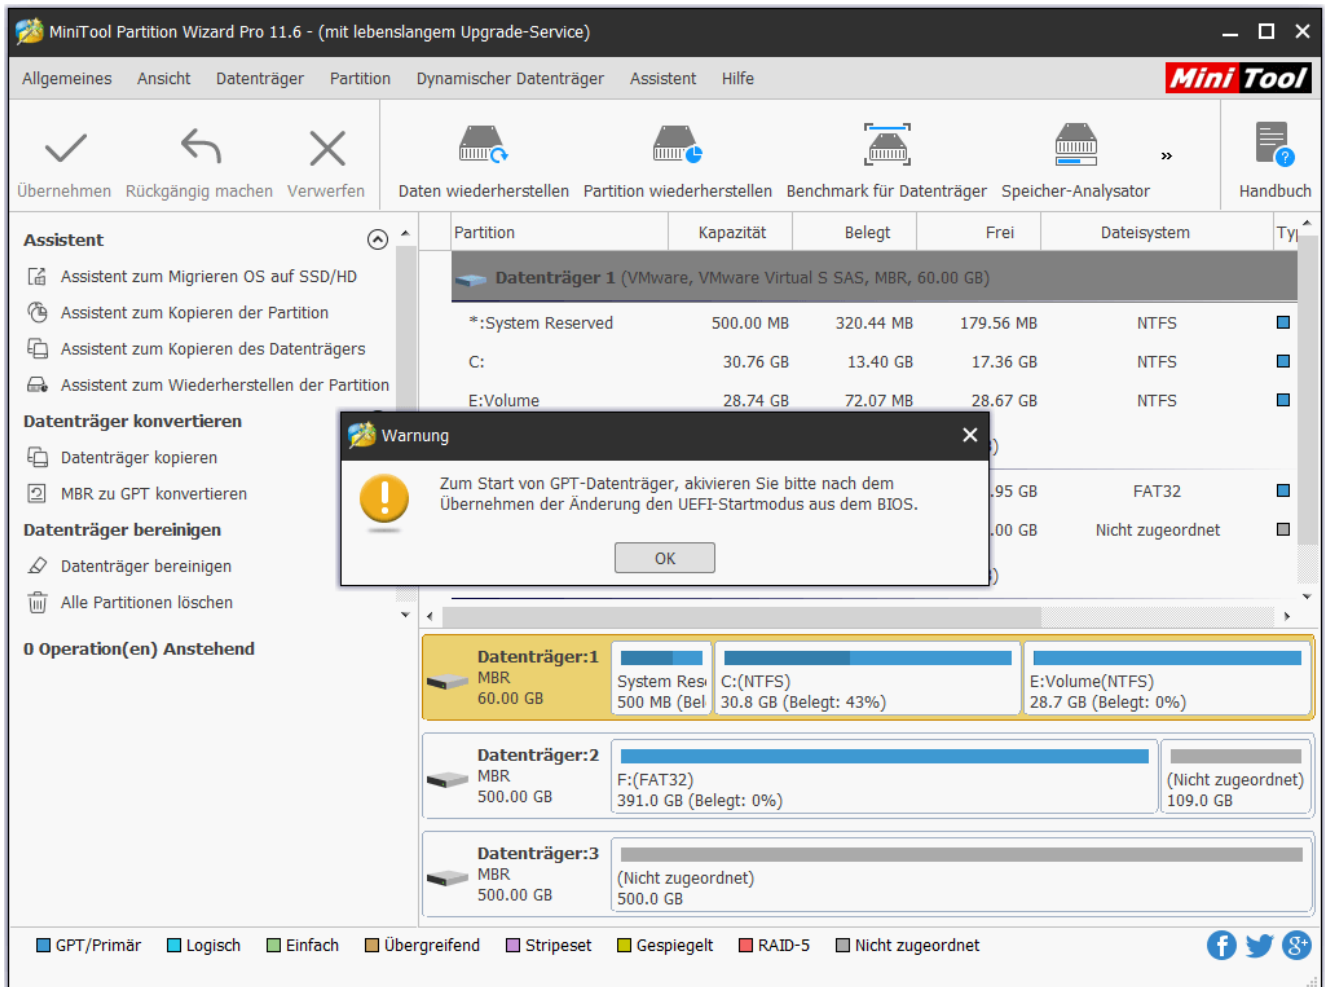 MiniTool Partition Wizard Pro 11.6 - (mit lebenslangem Upgrade-Service)
Allgemeines Ansicht Datenträger Partition Dynamischer Datenträger Assistent Hilfe
Mini Tool
Übernehmen Rückgängig machen Verwerfen Daten wiederherstellen Partition wiederherstellen Benchmark für Datenträger Speicher-Analysator » Handbuch
Assistent
Assistent zum Migrieren OS auf SSD/HD
Assistent zum Kopieren der Partition
Assistent zum Kopieren des Datenträgers
Assistent zum Wiederherstellen der Partition
Datenträger konvertieren
Datenträger kopieren
MBR zu GPT konvertieren
Datenträger bereinigen
Datenträger bereinigen
Alle Partitionen löschen
0 Operation(en) Anstehend
Partition Kapazität Belegt Frei Dateisystem Typ
Datenträger 1 (VMware, VMware Virtual S SAS, MBR, 60.00 GB)
*:System Reserved 500.00 MB 320.44 MB 179.56 MB NTFS
C: 30.76 GB 13.40 GB 17.36 GB NTFS
E:Volume 28.74 GB 72.07 MB 28.67 GB NTFS
)
.95 GB FAT32
.00 GB Nicht zugeordnet
)
Warnung
Zum Start von GPT-Datenträger, akivieren Sie bitte nach dem
Übernehmen der Änderung den UEFI-Startmodus aus dem BIOS.
OK
Datenträger:1
MBR
60.00 GB
System Rese
500 MB (Bel
C:(NTFS)
30.8 GB (Belegt: 43%)
E:Volume(NTFS)
28.7 GB (Belegt: 0%)
Datenträger:2
MBR
500.00 GB
F:(FAT32)
391.0 GB (Belegt: 0%)
(Nicht zugeordnet)
109.0 GB
Datenträger:3
MBR
500.00 GB
(Nicht zugeordnet)
500.0 GB
GPT/Primär Logisch Einfach Übergreifend Stripeset Gespiegelt RAID-5 Nicht zugeordnet